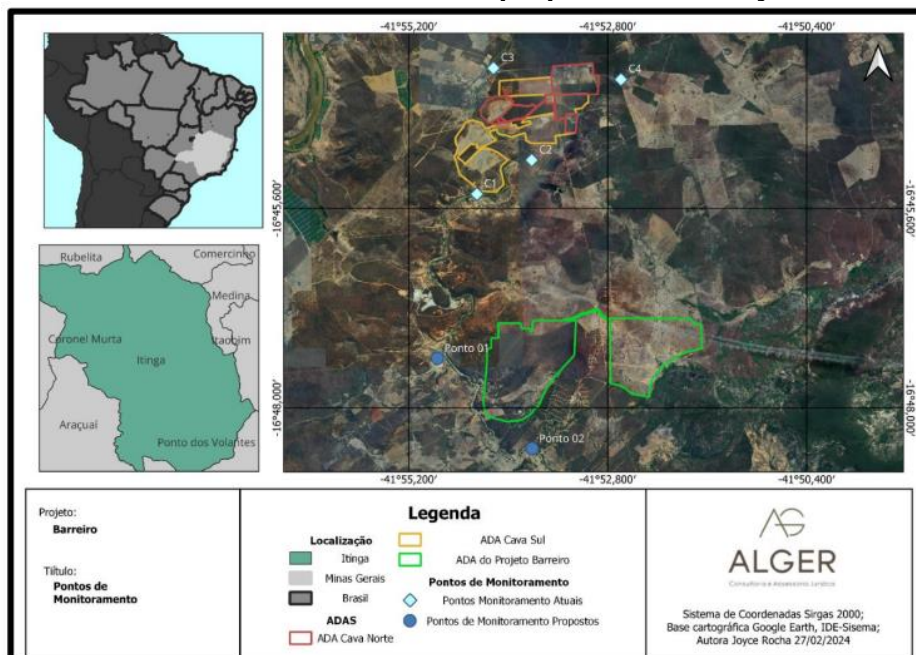 -41°55,200'
-41°52,800'
-41°50,400'
C3
C4
C2
C1
-16°45,600'
-16°45,600'
Rubelita
Comercinho
Medina
Itaobim
Coronel Murta
Itinga
Araçuaí
Ponto dos Volantes
Ponto 01
Ponto 02
-16°48,000'
-16°48,000'
-41°55,200'
-41°52,800'
-41°50,400'
Projeto:
Barreiro
Tíitulo:
Pontos de
Monitoramento
Legenda
Localização
Itinga
Minas Gerais
Brasil
ADAS
ADA Cava Norte
ADA Cava Sul
ADA do Projeto Barreiro
Pontos de Monitoramento
Pontos Monitoramento Atuais
Pontos de Monitoramento Propostos
ALGER
Consultoria e Assessoria Jurídica
Sistema de Coordenadas Sirgas 2000;
Base cartográfica Google Earth, IDE-Sisema;
Autora Joyce Rocha 27/02/2024